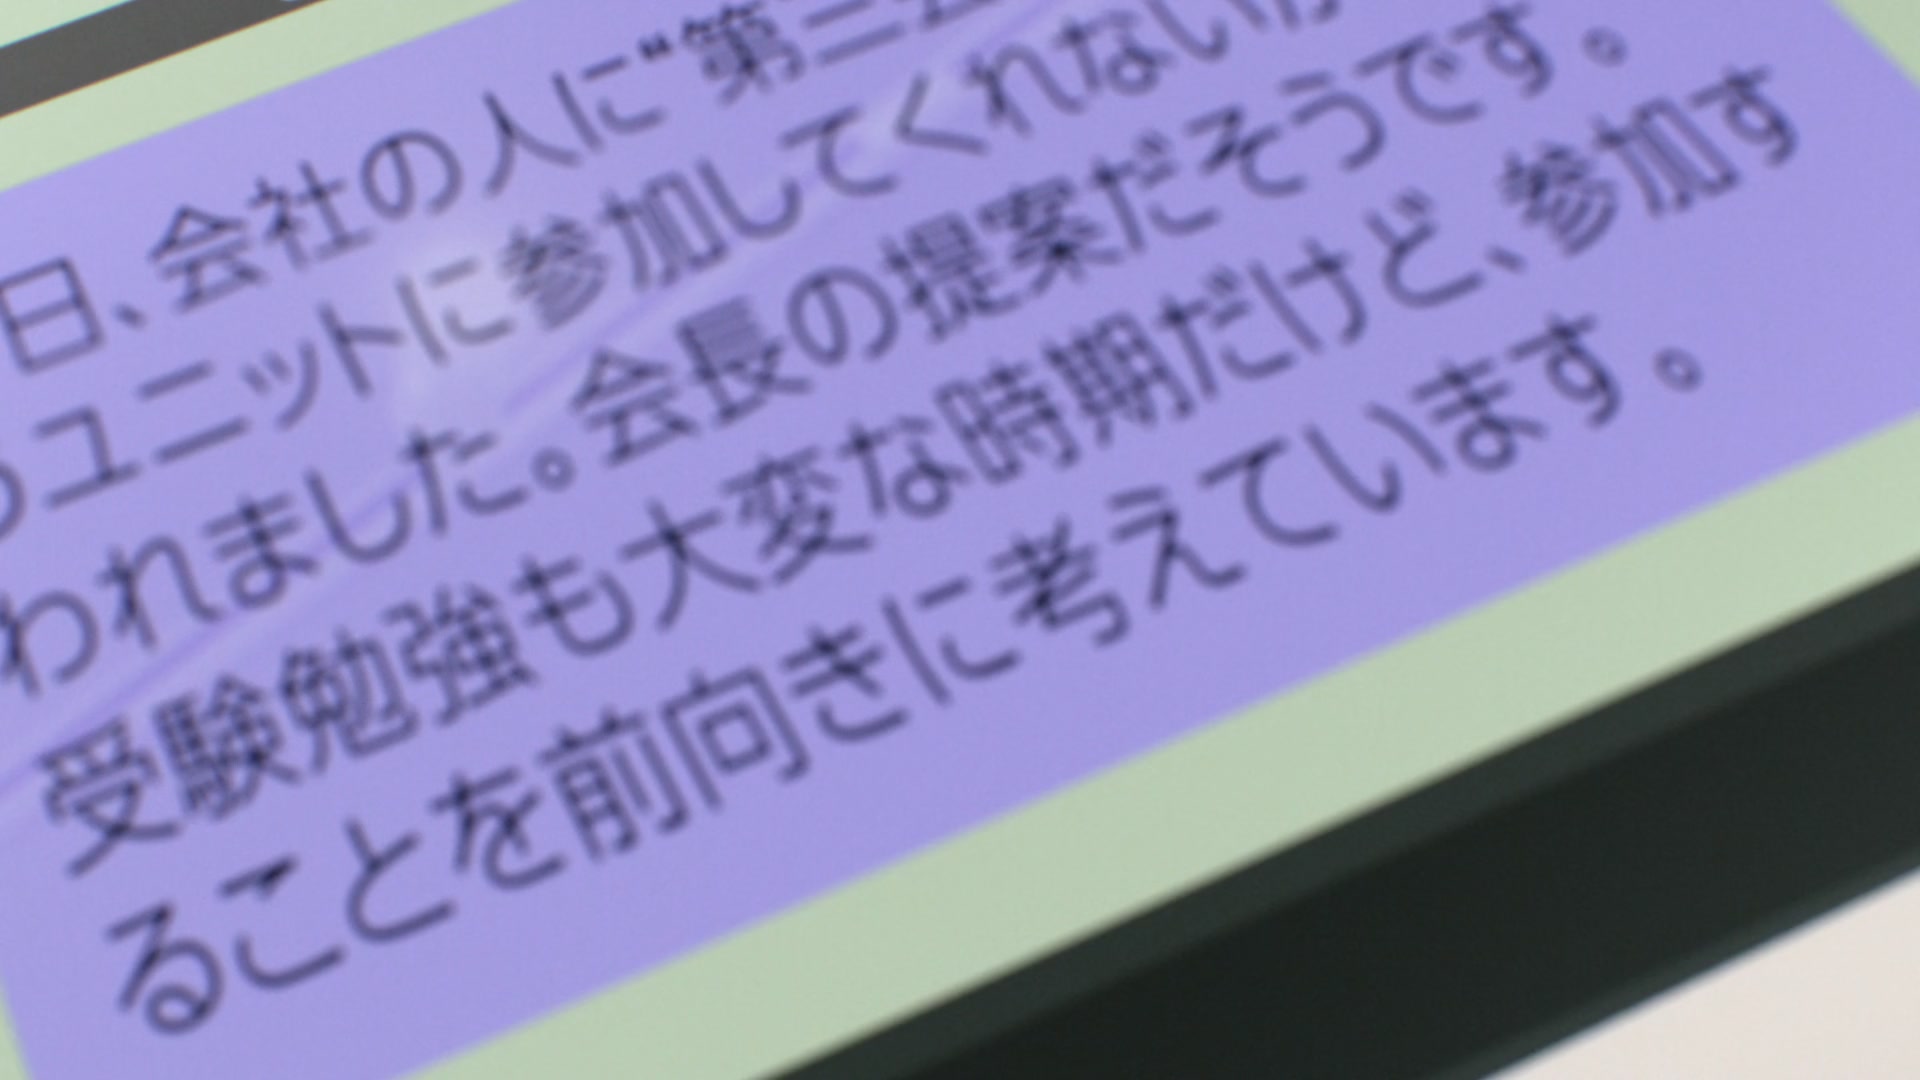 日、会社の人に“第三
ユニットに参加してくれないか
われました。会長の提案だそうです。
受験勉強も大変な時期だけど、参加す
ることを前向きに考えています。